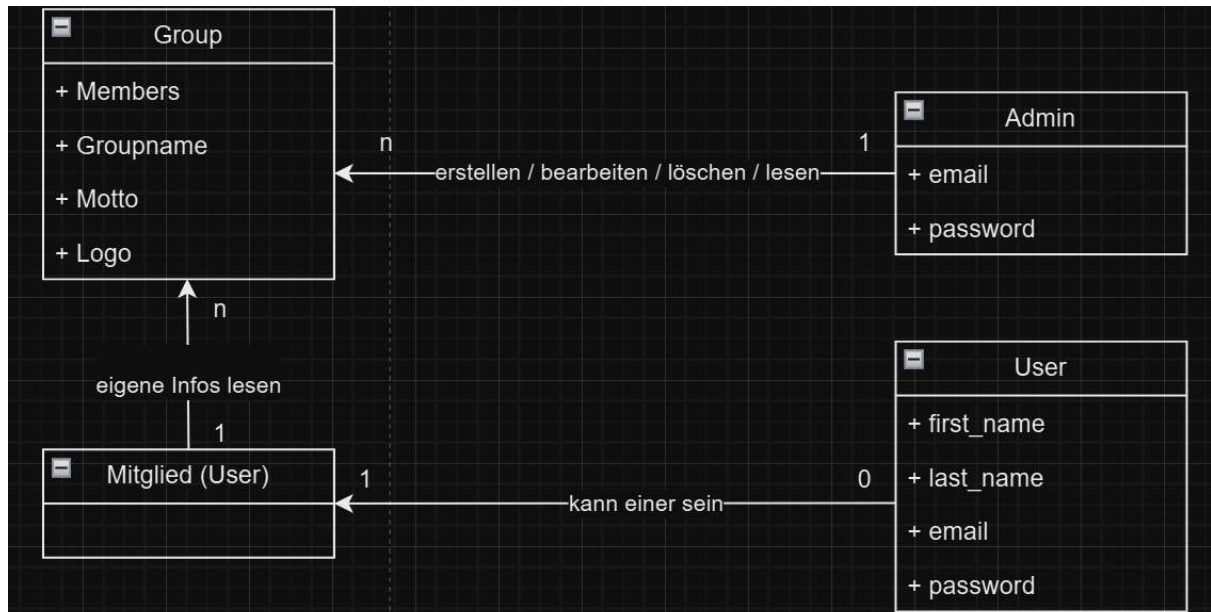 Group
+ Members
+ Groupname
+ Motto
+ Logo
n
1
erstellen / bearbeiten / löschen / lesen
Admin
+ email
+ password
n
eigene Infos lesen
1
Mitglied (User)
1
0
kann einer sein
User
+ first_name
+ last_name
+ email
+ password